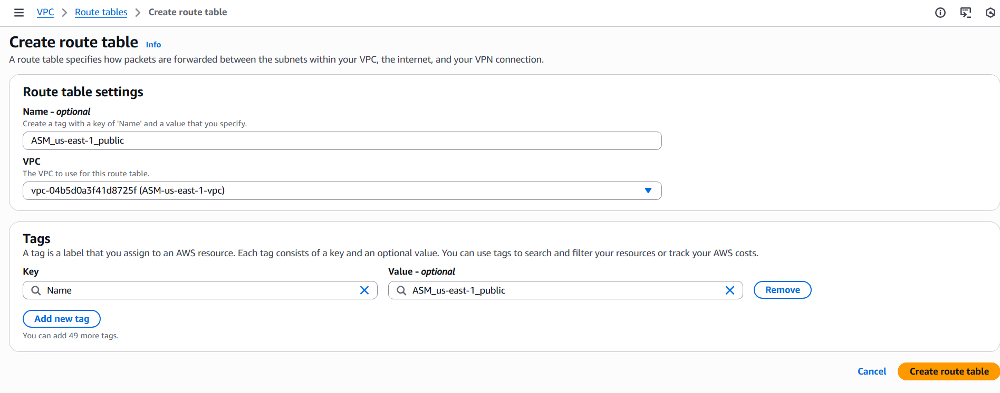 VPC > Route tables > Create route table
Create route table Info
A route table specifies how packets are forwarded between the subnets within your VPC, the internet, and your VPN connection.
Route table settings
Name - optional
Create a tag with a key of 'Name' and a value that you specify.
ASM_us-east-1_public
VPC
The VPC to use for this route table.
vpc-04b5d0a3f41d8725f (ASM-us-east-1-vpc)
Tags
A tag is a label that you assign to an AWS resource. Each tag consists of a key and an optional value. You can use tags to search and filter your resources or track your AWS costs.
Key Value - optional
Name ASM_us-east-1_public Remove
Add new tag
You can add 49 more tags.
Cancel Create route table